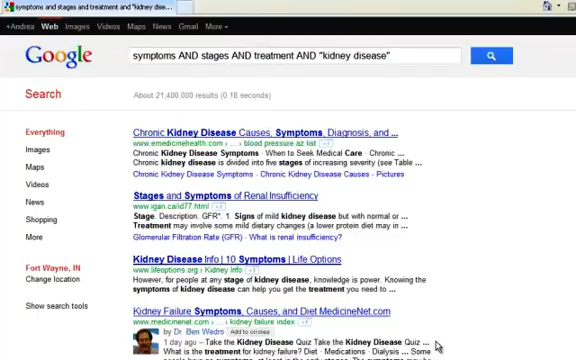 symptoms and stages and treatment and "kidney dise...
+Andrea Web Images Videos Maps News Gmail More
Google
symptoms AND stages AND treatment AND "kidney disease"
Search
About 21,400,000 results (0.18 seconds)
Everything
Images
Maps
Videos
News
Shopping
More
Fort Wayne, IN
Change location
Show search tools
Chronic Kidney Disease Causes, Symptoms, Diagnosis, and ...
www.emedicinehealth.com › ... › blood pressure az list +1
Chronic Kidney Disease Symptoms · When to Seek Medical Care · Chronic ...
Chronic kidney disease is divided into five stages of increasing severity (see Table ...
Chronic Kidney Disease Symptoms - Chronic Kidney Disease Causes - Pictures
Stages and Symptoms of Renal Insufficiency
www.igan.ca/id77.html +1
Stage. Description. GFR*. 1. Signs of mild kidney disease but with normal or ...
Treatment may involve some mild dietary changes (a lower protein diet may in ...
Glomerular Filtration Rate (GFR) - What is renal insufficiency?
Kidney Disease Info | 10 Symptoms | Life Options
www.lifeoptions.org › Kidney Info +1
However, for people at any stage of kidney disease, knowledge is power. Knowing the
symptoms of kidney disease can help you get the treatment you need to ...
Kidney Failure Symptoms, Causes, and Diet MedicineNet.com
www.medicinenet.com › ... › kidney failure index +1
by Dr. Ben Wedro Add to circles
1 day ago – Take the Kidney Disease Quiz Take the Kidney Disease Quiz ...
What is the treatment for kidney failure? Diet · Medications · Dialysis ...